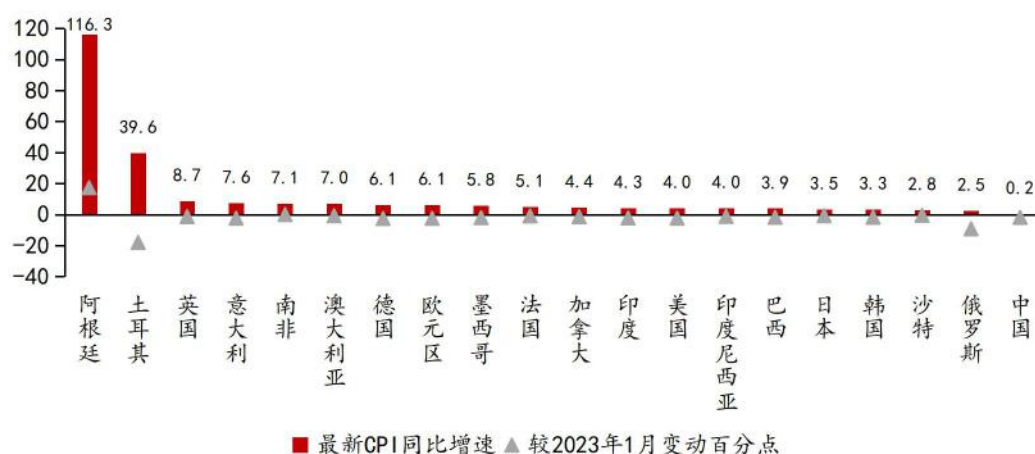 120
100
80
60
40
20
0
-20
-40
116.3
39.6
8.7
7.6
7.1
7.0
6.1
6.1
5.8
5.1
4.4
4.3
4.0
4.0
3.9
3.5
3.3
2.8
2.5
0.2
阿根廷
土耳其
英国
意大利
南非
澳大利亚
德国
欧元区
墨西哥
法国
加拿大
印度
美国
印度尼西亚
巴西
日本
韩国
沙特
俄罗斯
中国
最新CPI同比增速
较2023年1月变动百分点